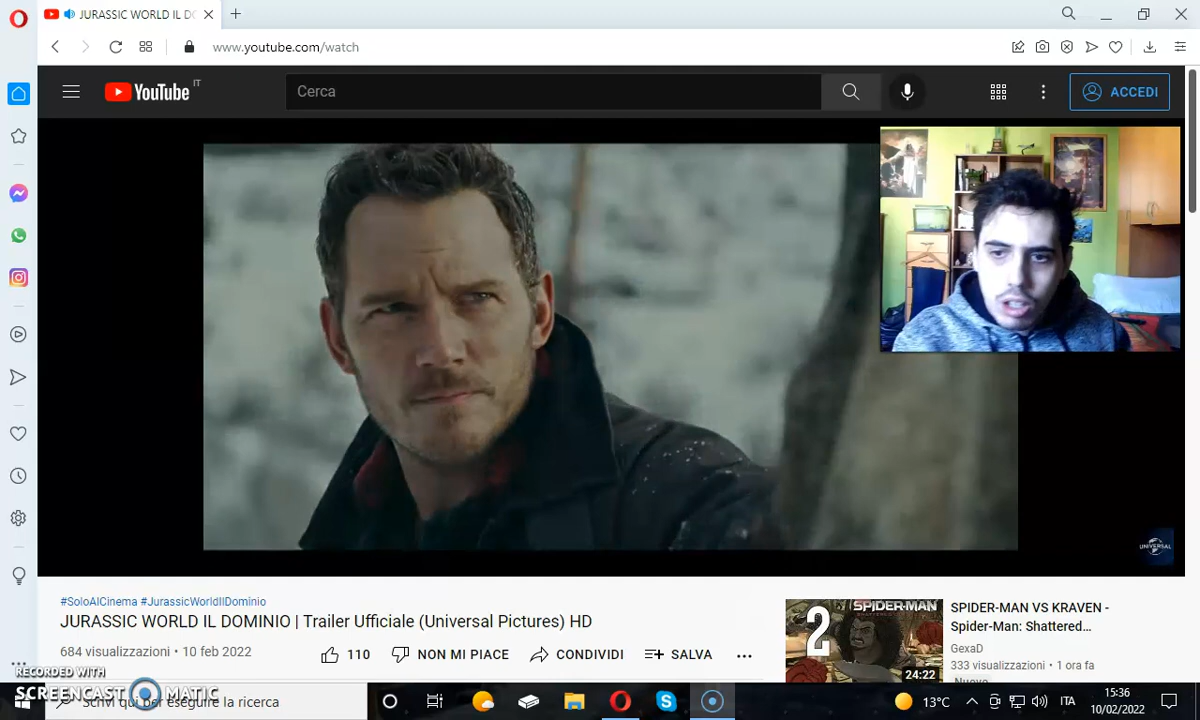 JURASSIC WORLD IL DO
www.youtube.com/watch
YouTube IT
Cerca
ACCEDI
UNIVERSAL
#SoloAlCinema #JurassicWorldIlDominio
JURASSIC WORLD IL DOMINIO | Trailer Ufficiale (Universal Pictures) HD
684 visualizzazioni • 10 feb 2022
110
NON MI PIACE
CONDIVIDI
SALVA
2
SPIDER-MAN
24:22
SPIDER-MAN VS KRAVEN -
Spider-Man: Shattered...
GexaD
333 visualizzazioni • 1 ora fa
Nuovo
RECORDED WITH
SCREENCAST MATIC
Scrivi qui per eseguire la ricerca
13°C
ITA
15:36
10/02/2022